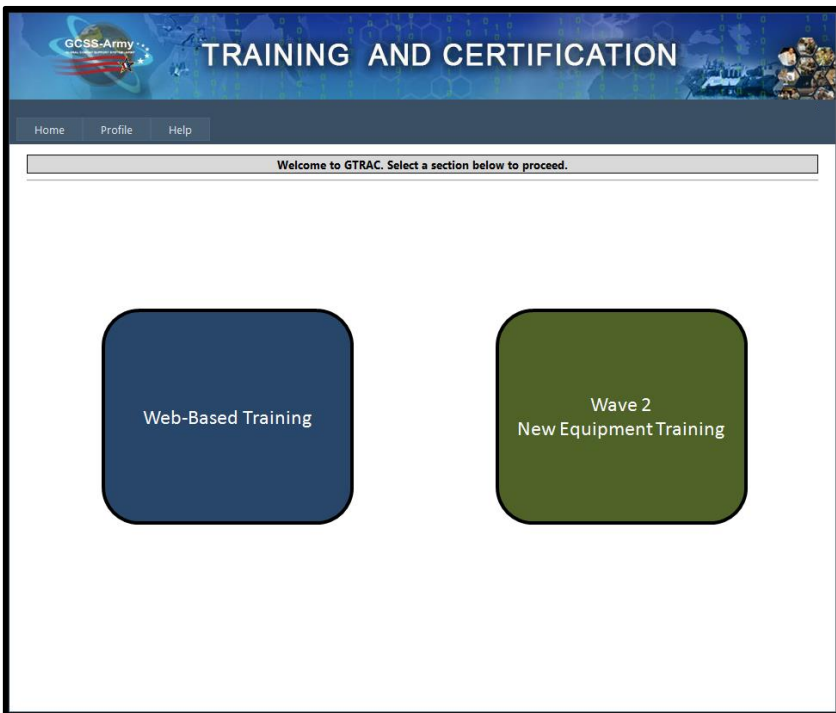 GCSS-Army
TRAINING AND CERTIFICATION
Home Profile Help
Welcome to GTRAC. Select a section below to proceed.
Web-Based Training
Wave 2
New Equipment Training